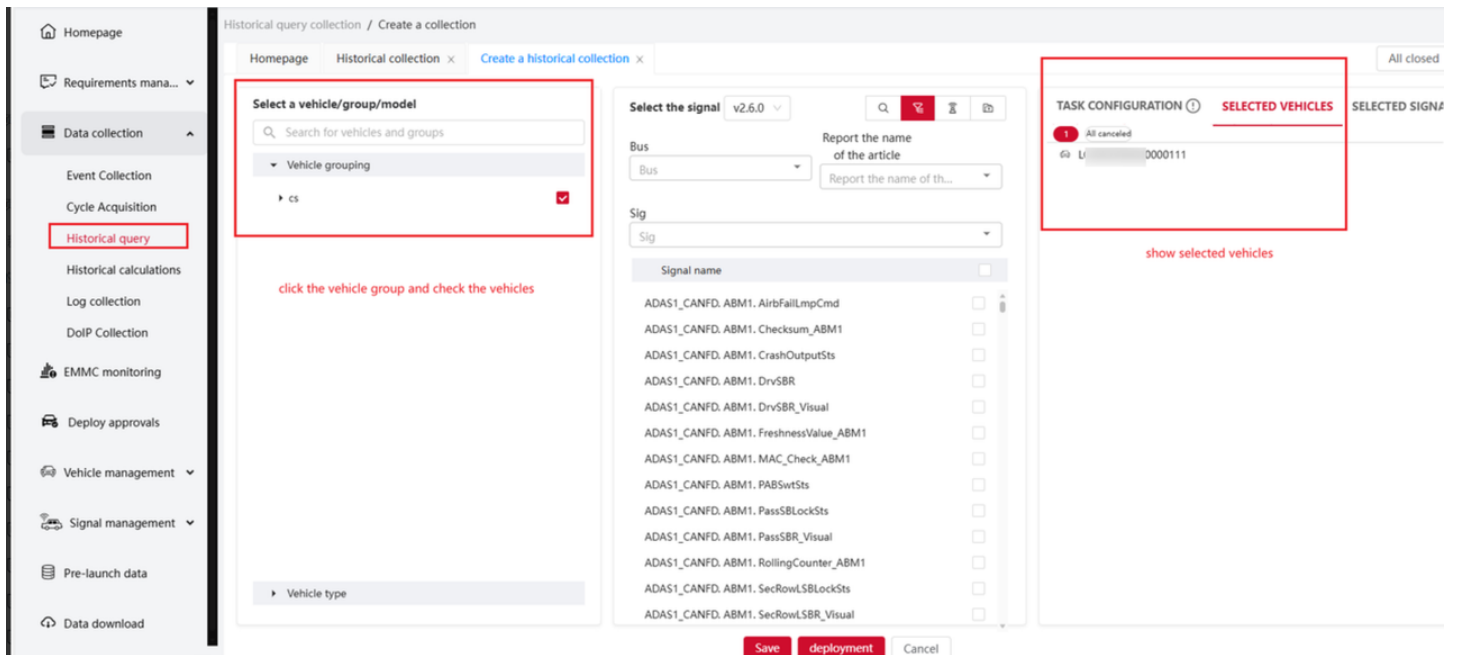 Homepage
Requirements mana...
Data collection
Event Collection
Cycle Acquisition
Historical query
Historical calculations
Log collection
DoIP Collection
EMMC monitoring
Deploy approvals
Vehicle management
Signal management
Pre-launch data
Data download
Historical query collection / Create a collection
Homepage Historical collection × Create a historical collection ×
All closed
Select a vehicle/group/model
Search for vehicles and groups
Vehicle grouping
cs
click the vehicle group and check the vehicles
Vehicle type
Select the signal v2.6.0
Bus
Bus
Report the name
of the article
Report the name of th...
Sig
Sig
Signal name
ADAS1_CANFD. ABM1. AirbFailLmpCmd
ADAS1_CANFD. ABM1. Checksum_ABM1
ADAS1_CANFD. ABM1. CrashOutputSts
ADAS1_CANFD. ABM1. DrvSBR
ADAS1_CANFD. ABM1. DrvSBR_Visual
ADAS1_CANFD. ABM1. FreshnessValue_ABM1
ADAS1_CANFD. ABM1. MAC_Check_ABM1
ADAS1_CANFD. ABM1. PABSwtSts
ADAS1_CANFD. ABM1. PassSBLockSts
ADAS1_CANFD. ABM1. PassSBR_Visual
ADAS1_CANFD. ABM1. RollingCounter_ABM1
ADAS1_CANFD. ABM1. SecRowLSBLockSts
ADAS1_CANFD. ABM1. SecRowLSBR_Visual
TASK CONFIGURATION SELECTED VEHICLES SELECTED SIGNA
1 All canceled
0000111
show selected vehicles
Save deployment Cancel